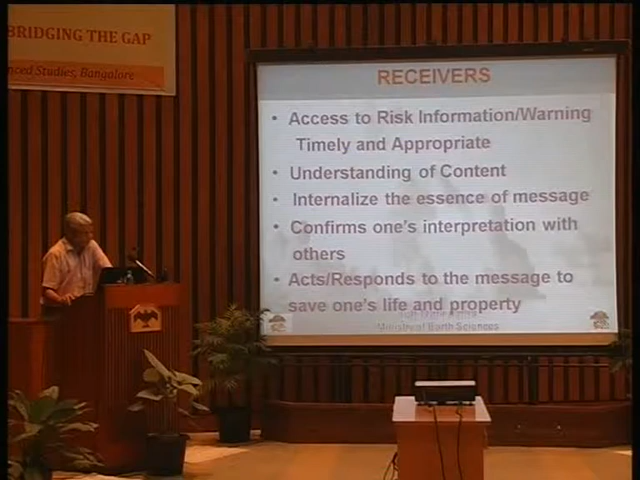 BRIDGING THE GAP
nced Studies, Bangalore
RECEIVERS
• Access to Risk Information/Warning
Timely and Appropriate
• Understanding of Content
• Internalize the essence of message
• Confirms one's interpretation with
others
• Acts/Responds to the message to
save one's life and property
Ministry of Earth Sciences